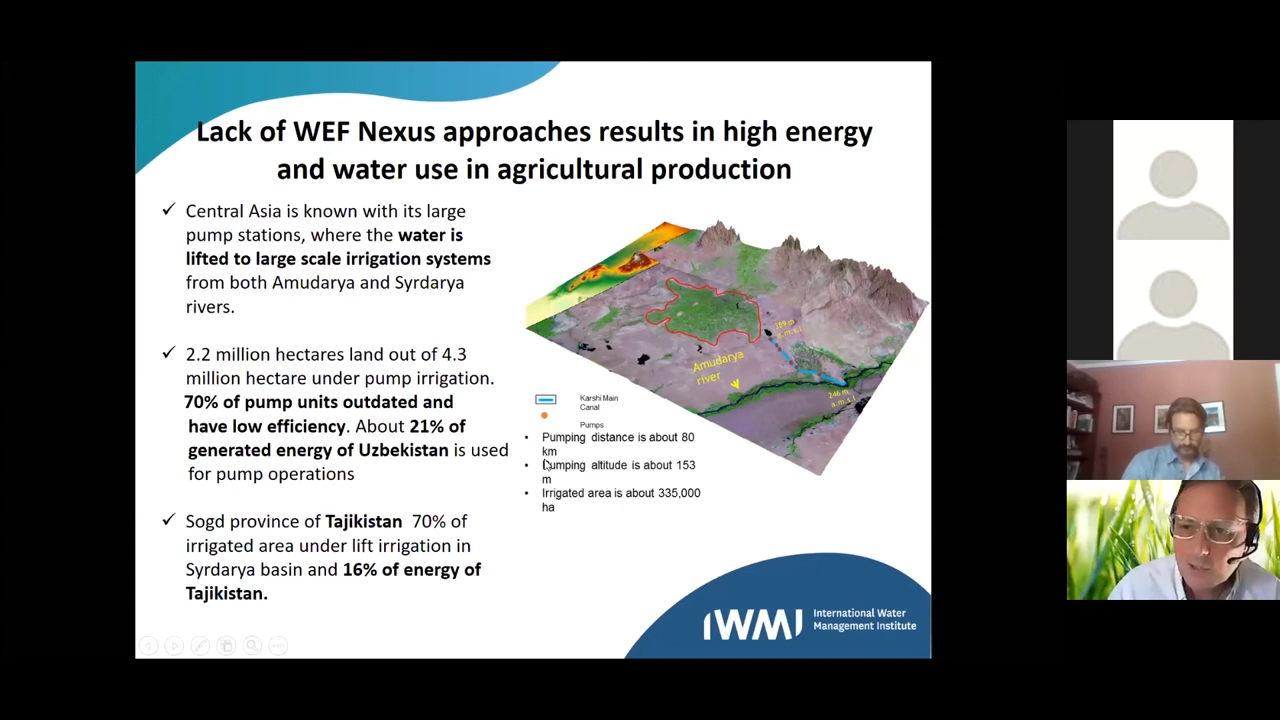 Lack of WEF Nexus approaches results in high energy
and water use in agricultural production
✓ Central Asia is known with its large
pump stations, where the water is
lifted to large scale irrigation systems
from both Amudarya and Syrdarya
rivers.
✓ 2.2 million hectares land out of 4.3
million hectare under pump irrigation.
70% of pump units outdated and
have low efficiency. About 21% of
generated energy of Uzbekistan is used
for pump operations
✓ Sogd province of Tajikistan 70% of
irrigated area under lift irrigation in
Syrdarya basin and 16% of energy of
Tajikistan.
389 m
a.m.s.l
Amudarya
river
246 m
a.m.s.l.
Karshi Main
Canal
Pumps
• Pumping distance is about 80
km
• Pumping altitude is about 153
m
• Irrigated area is about 335,000
ha
IWMI
International Water
Management Institute